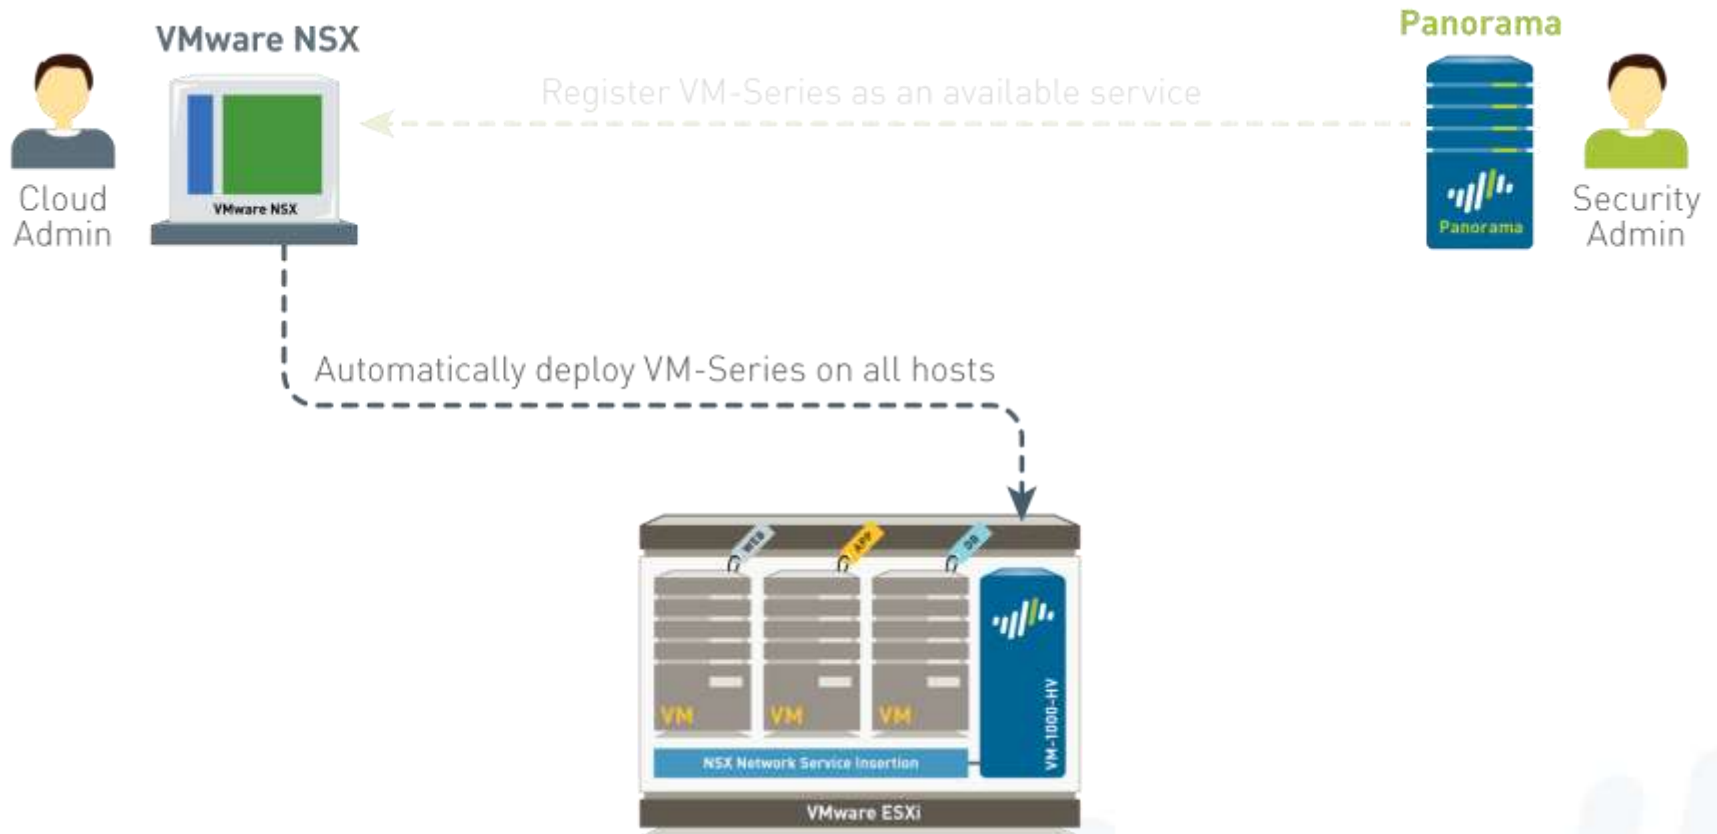 VMware NSX
Panorama
Register VM-Series as an available service
VMware NSX
Cloud
Admin
Panorama
Security
Admin
Automatically deploy VM-Series on all hosts
WEB
APP
DB
VM
VM
VM
VM-1000-HV
NSX Network Service Insertion
VMware ESXi